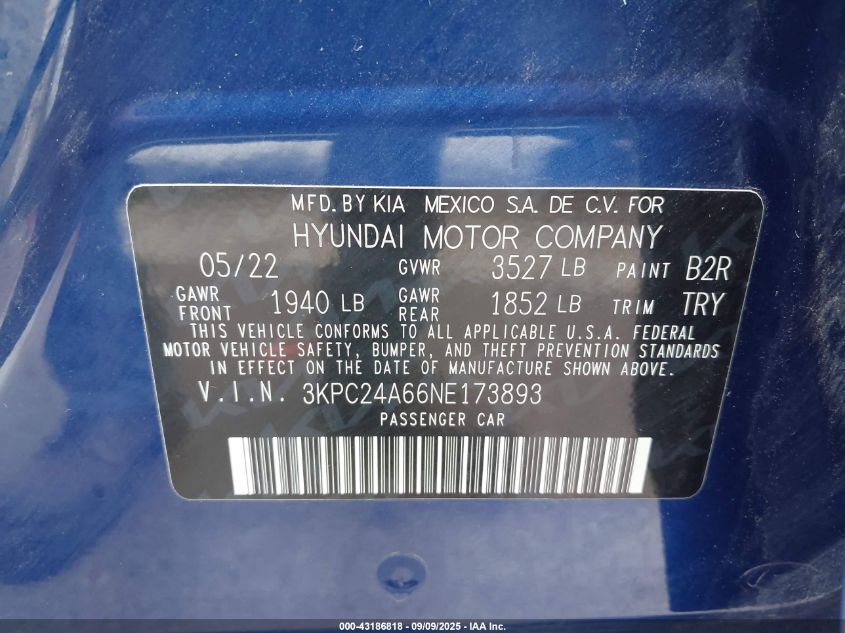 MFD. BY KIA MEXICO S.A. DE C.V. FOR
HYUNDAI MOTOR COMPANY
05/22 GVWR 3527 LB PAINT B2R
GAWR FRONT 1940 LB GAWR REAR 1852 LB TRIM TRY
THIS VEHICLE CONFORMS TO ALL APPLICABLE U.S.A. FEDERAL
MOTOR VEHICLE SAFETY, BUMPER, AND THEFT PREVENTION STANDARDS
IN EFFECT ON THE DATE OF MANUFACTURE SHOWN ABOVE.
V.I.N. 3KPC24A66NE173893
PASSENGER CAR
000-43186818 - 09/09/2025 - IAA Inc.